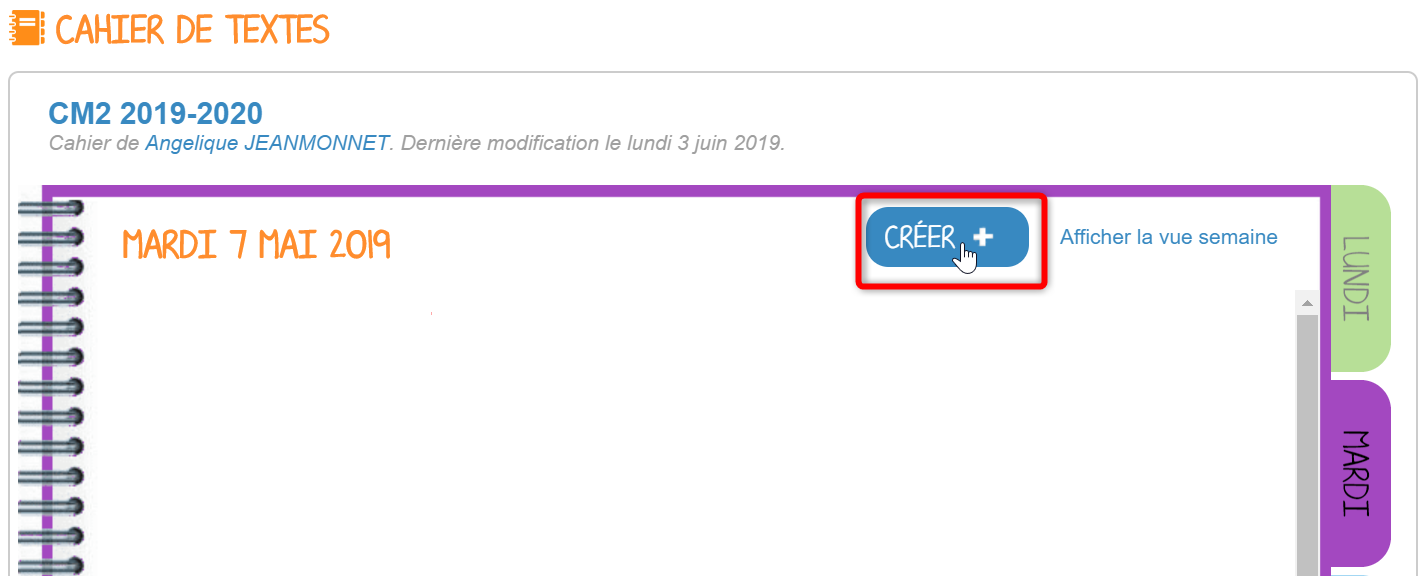 CAHIER DE TEXTES
CM2 2019-2020
Cahier de Angelique JEANMONNET. Dernière modification le lundi 3 juin 2019.
MARDI 7 MAI 2019
CRÉER +
Afficher la vue semaine
LUNDI
MARDI